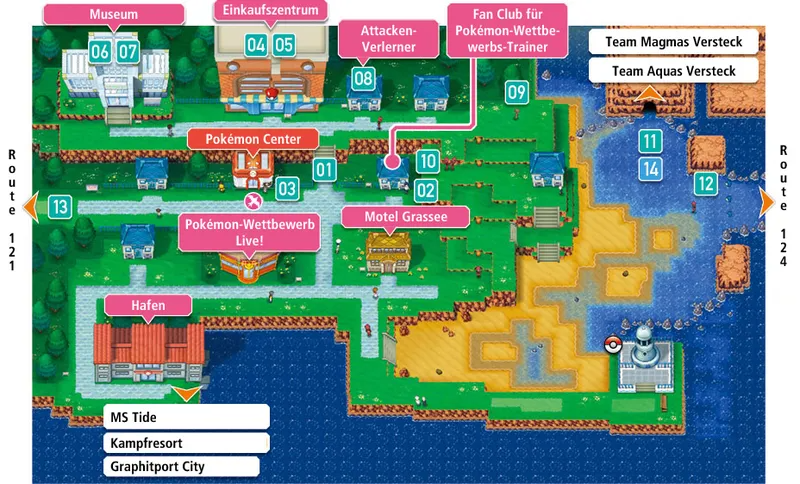 Museum
06 07
Einkaufszentrum
04 05
Attacken-
Verlerner
08
Fan Club für
Pokémon-Wettbe-
werbs-Trainer
Team Magmas Versteck
Team Aquas Versteck
09
11
14
12
Pokémon Center
03
01
10
02
Route 121
13
Route 124
Pokémon-Wettbewerb
Live!
Motel Grassee
Hafen
MS Tide
Kampfresort
Graphitport City